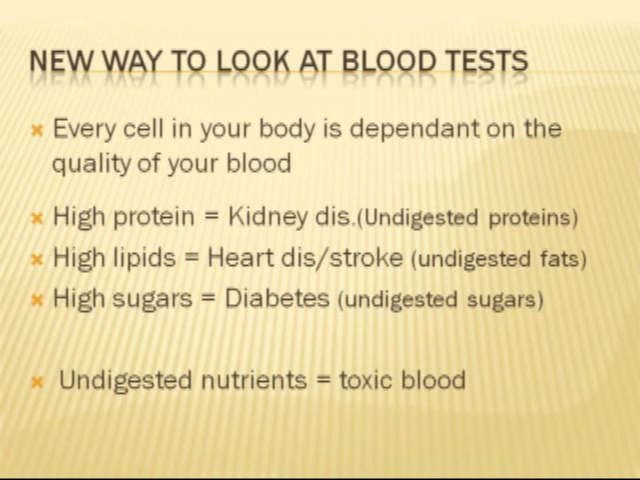 NEW WAY TO LOOK AT BLOOD TESTS
Every cell in your body is dependant on the
quality of your blood
High protein = Kidney dis.(Undigested proteins)
High lipids = Heart dis/stroke (undigested fats)
High sugars = Diabetes (undigested sugars)
Undigested nutrients = toxic blood